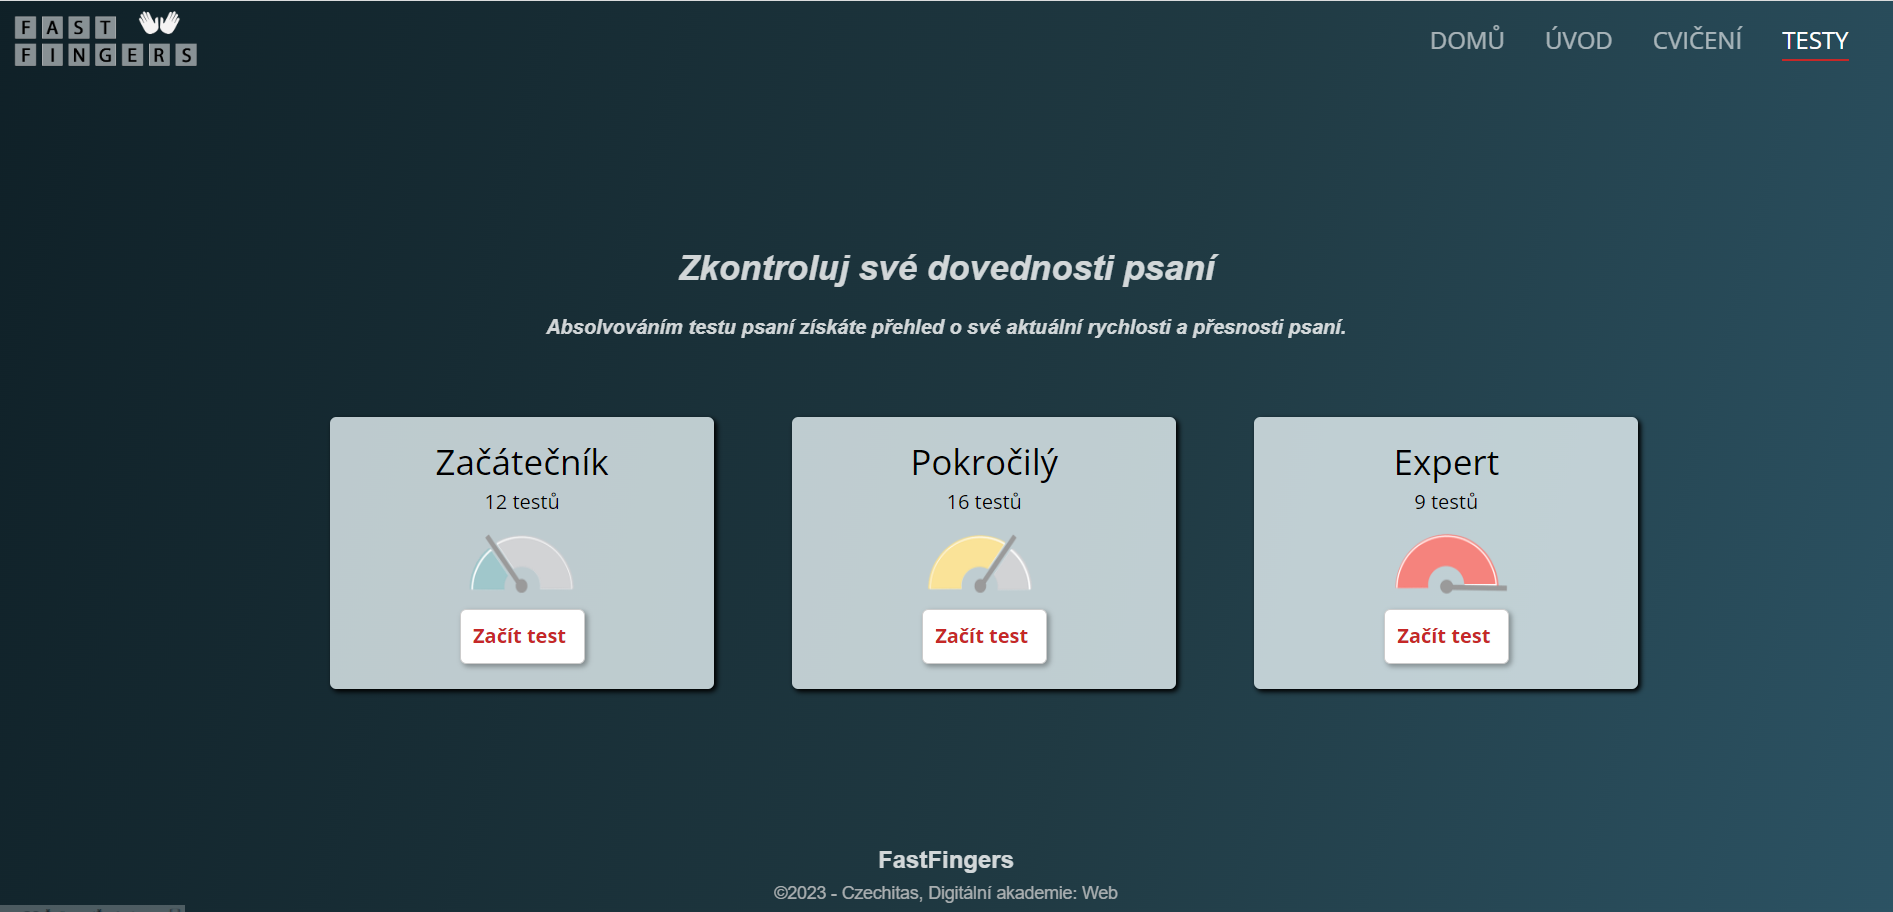 FAST
FINGERS
DOMŮ ÚVOD CVIČENÍ TESTY
Zkontroluj své dovednosti psaní
Absolvováním testu psaní získáte přehled o své aktuální rychlosti a přesnosti psaní.
Začátečník
12 testů
Začít test
Pokročilý
16 testů
Začít test
Expert
9 testů
Začít test
FastFingers
©2023 - Czechitas, Digitální akademie: Web